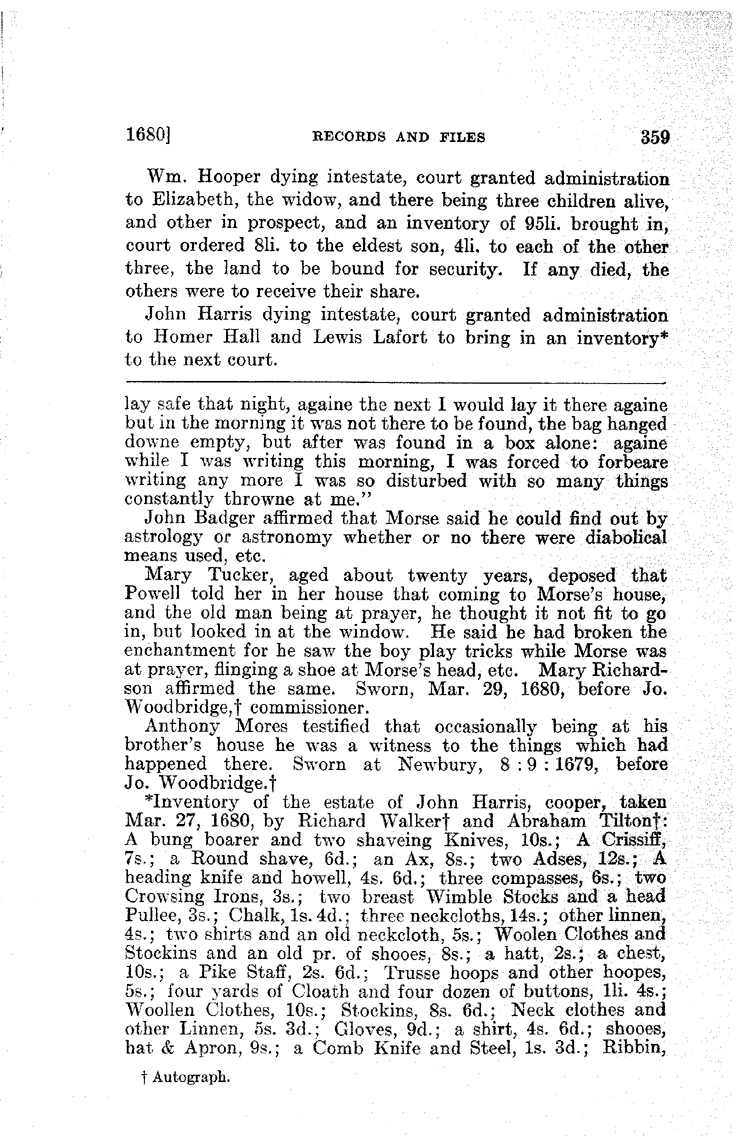 1680] RECORDS AND FILES 359
Wm. Hooper dying intestate, court granted administration
to Elizabeth, the widow, and there being three children alive,
and other in prospect, and an inventory of 95li. brought in,
court ordered 8li. to the eldest son, 4li. to each of the other
three, the land to be bound for security. If any died, the
others were to receive their share.
John Harris dying intestate, court granted administration
to Homer Hall and Lewis Lafort to bring in an inventory*
to the next court.
lay safe that night, againe the next I would lay it there againe
but in the morning it was not there to be found, the bag hanged
downe empty, but after was found in a box alone: againe
while I was writing this morning, I was forced to forbeare
writing any more I was so disturbed with so many things
constantly throwne at me."
John Badger affirmed that Morse said he could find out by
astrology or astronomy whether or no there were diabolical
means used, etc.
Mary Tucker, aged about twenty years, deposed that
Powell told her in her house that coming to Morse's house,
and the old man being at prayer, he thought it not fit to go
in, but looked in at the window. He said he had broken the
enchantment for he saw the boy play tricks while Morse was
at prayer, flinging a shoe at Morse's head, etc. Mary Richard-
son affirmed the same. Sworn, Mar. 29, 1680, before Jo.
Woodbridge,† commissioner.
Anthony Mores testified that occasionally being at his
brother's house he was a witness to the things which had
happened there. Sworn at Newbury, 8 : 9 : 1679, before
Jo. Woodbridge.†
*Inventory of the estate of John Harris, cooper, taken
Mar. 27, 1680, by Richard Walker† and Abraham Tilton†:
A bung boarer and two shaveing Knives, 10s.; A Crissiff,
7s.; a Round shave, 6d.; an Ax, 8s.; two Adses, 12s.; A
heading knife and howell, 4s. 6d.; three compasses, 6s.; two
Crowsing Irons, 3s.; two breast Wimble Stocks and a head
Pullee, 3s.; Chalk, 1s. 4d.; three neckcloths, 14s.; other linnen,
4s.; two shirts and an old neckcloth, 5s.; Woolen Clothes and
Stockins and an old pr. of shooes, 8s.; a hatt, 2s.; a chest,
10s.; a Pike Staff, 2s. 6d.; Trusse hoops and other hoopes,
5s.; four yards of Cloath and four dozen of buttons, 1li. 4s.;
Woollen Clothes, 10s.; Stockins, 8s. 6d.; Neck clothes and
other Linnen, 5s. 3d.; Gloves, 9d.; a shirt, 4s. 6d.; shooes,
hat & Apron, 9s.; a Comb Knife and Steel, 1s. 3d.; Ribbin,
† Autograph.